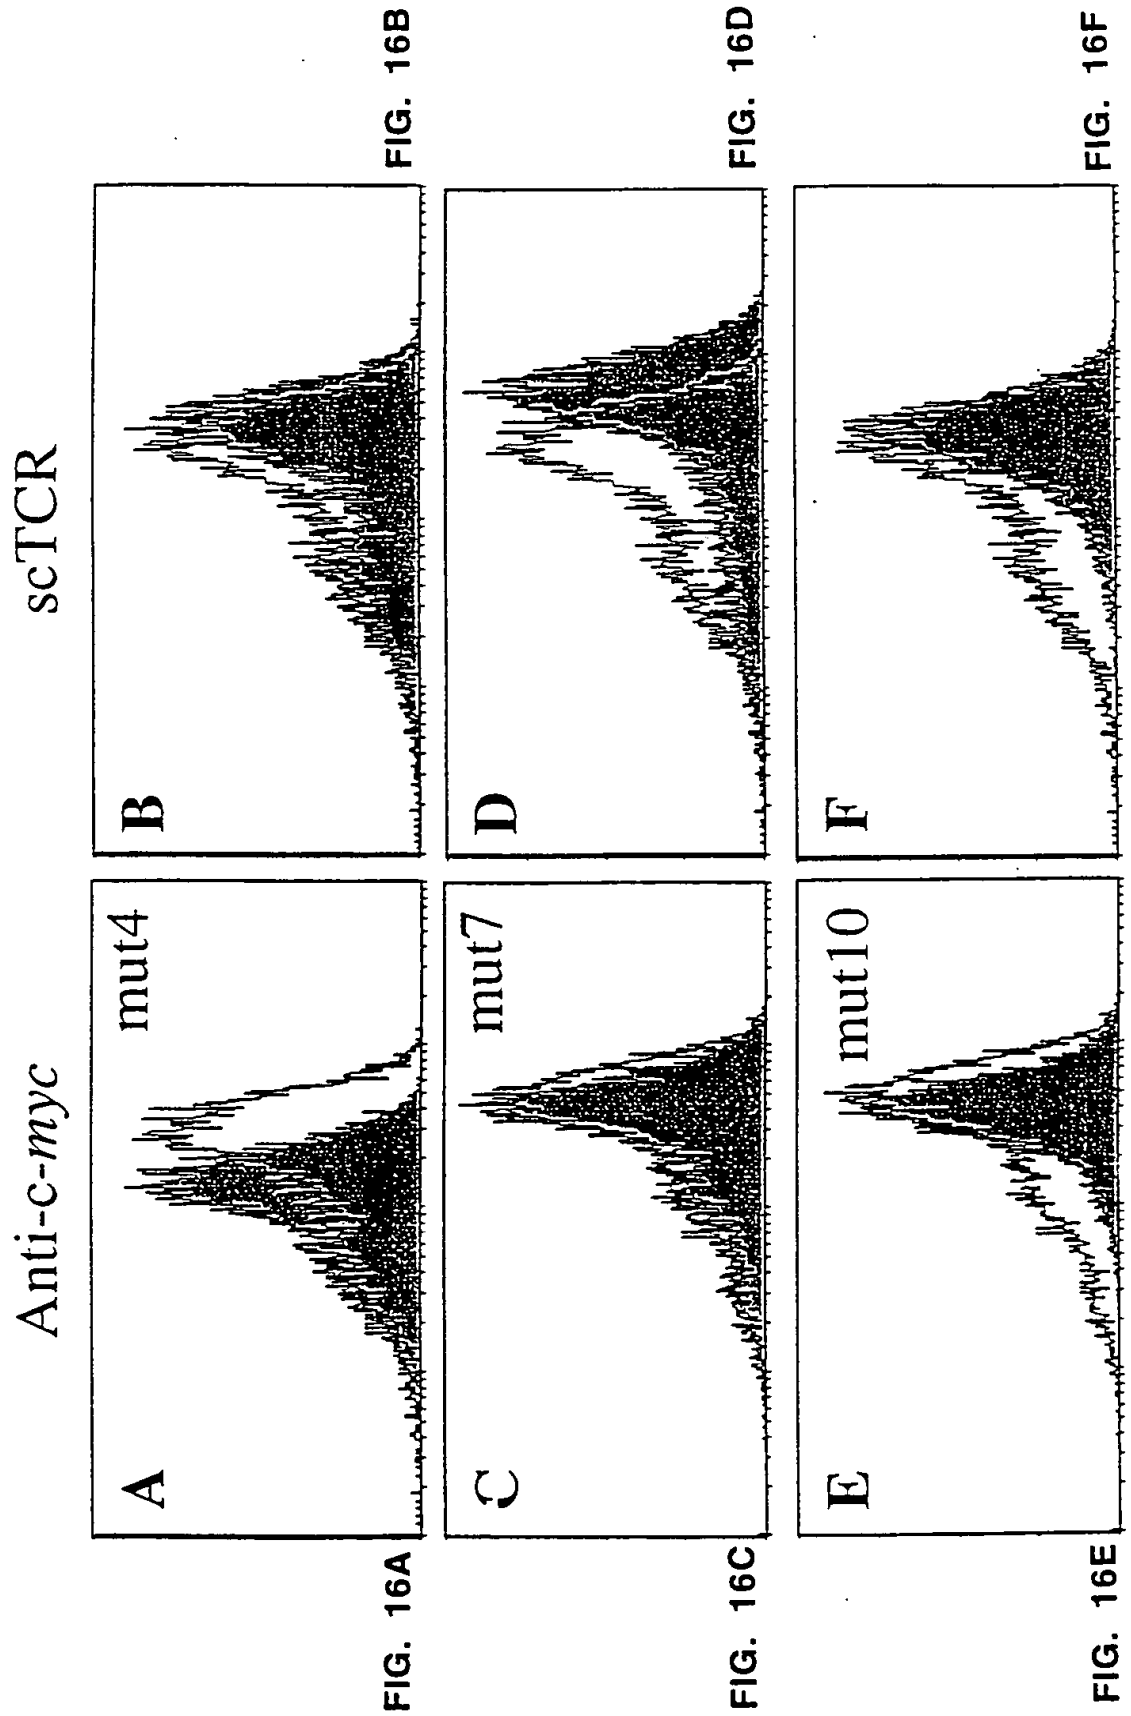 Anti-c-myc
scTCR
FIG. 16A
A
mut4
B
FIG. 16B
FIG. 16C
C
mut7
D
FIG. 16D
FIG. 16E
E
mut10
F
FIG. 16F